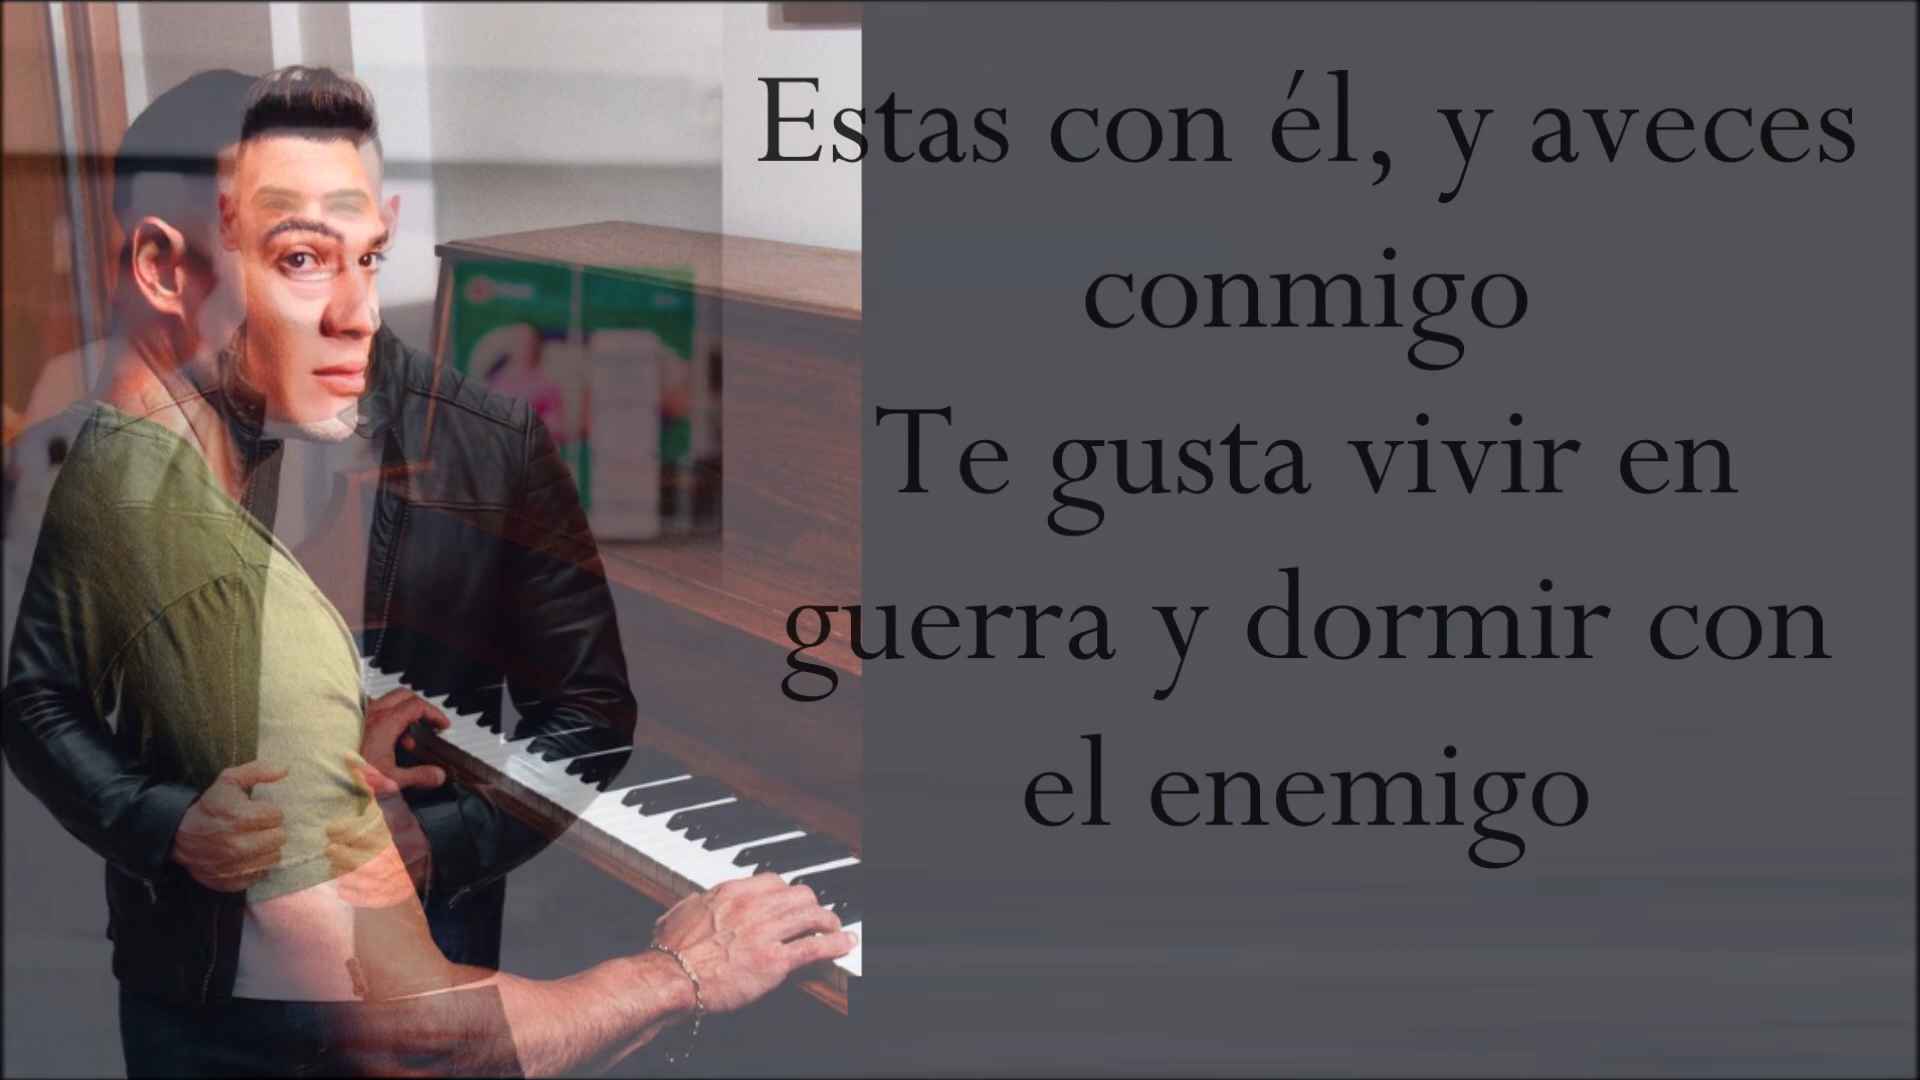 Estas con él, y aveces
conmigo
Te gusta vivir en
guerra y dormir con
el enemigo